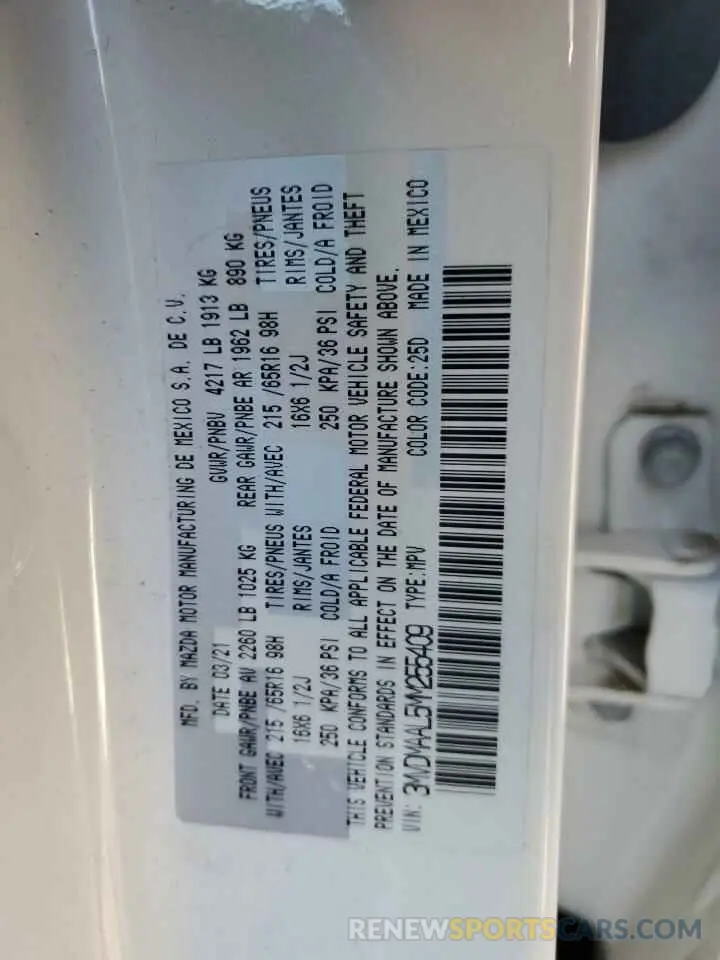 MFD. BY MAZDA MOTOR MANUFACTURING DE MEXICO S.A. DE C.V.
DATE 03/21 GVWR/PNBV 4217 LB 1913 KG
FRONT GAWR/PNBE AV 2260 LB 1025 KG REAR GAWR/PNBE AR 1962 LB 890 KG
WITH/AVEC 215 /65R16 98H TIRES/PNEUS WITH/AVEC 215 /65R16 98H TIRES/PNEUS
16X6 1/2J RIMS/JANTES 16X6 1/2J RIMS/JANTES
250 KPA/36 PSI COLD/A FROID 250 KPA/36 PSI COLD/A FROID
THIS VEHICLE CONFORMS TO ALL APPLICABLE FEDERAL MOTOR VEHICLE SAFETY AND THEFT
PREVENTION STANDARDS IN EFFECT ON THE DATE OF MANUFACTURE SHOWN ABOVE.
VIN: 3MVDMAAL5MM255409 TYPE:MPV COLOR CODE:25D MADE IN MEXICO
RENEWSPORTSCARS.COM